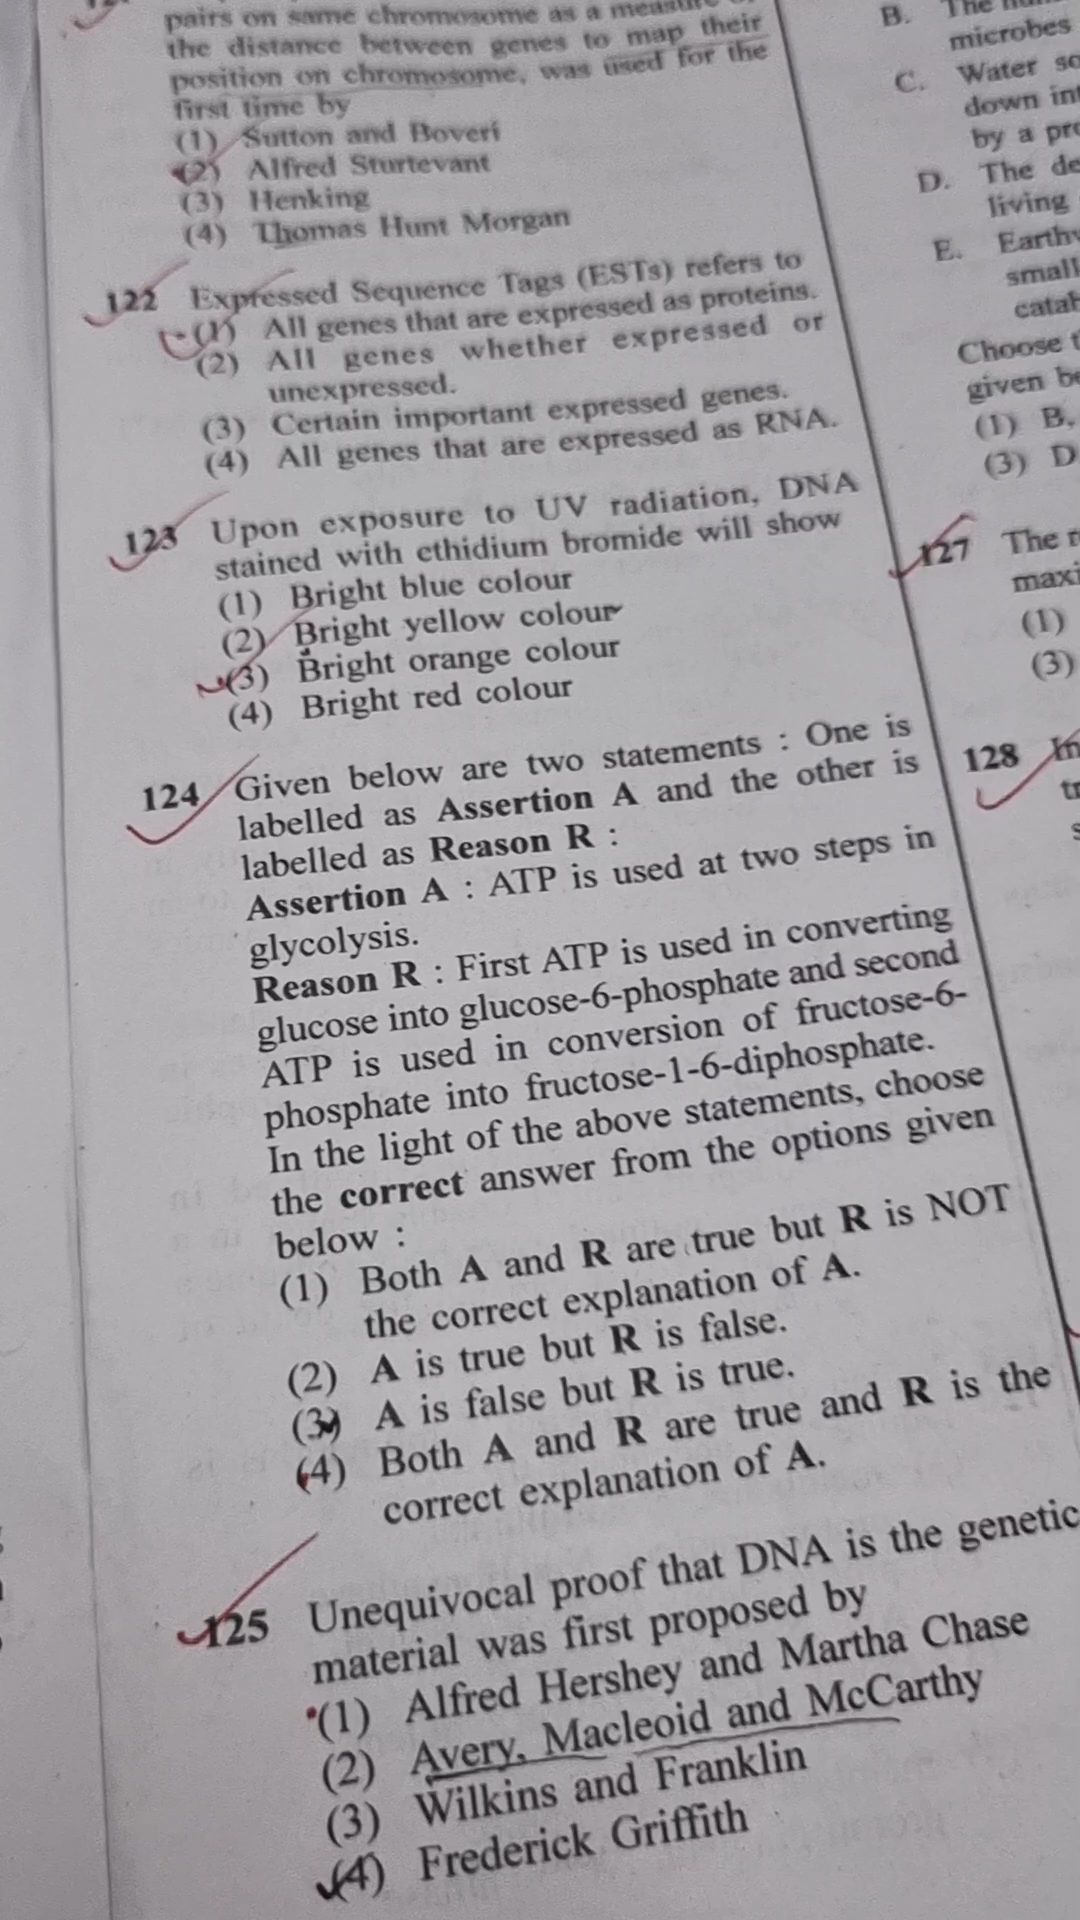 pairs on same chromosome as a measure
the distance between genes to map their
position on chromosome, was used for the
first time by
(1) Sutton and Boveri
(2) Alfred Sturtevant
(3) Henking
(4) Thomas Hunt Morgan
122 Expressed Sequence Tags (ESTs) refers to
(1) All genes that are expressed as proteins.
(2) All genes whether expressed or
unexpressed.
(3) Certain important expressed genes.
(4) All genes that are expressed as RNA.
123 Upon exposure to UV radiation, DNA
stained with ethidium bromide will show
(1) Bright blue colour
(2) Bright yellow colour
(3) Bright orange colour
(4) Bright red colour
124 Given below are two statements : One is
labelled as Assertion A and the other is
labelled as Reason R :
Assertion A : ATP is used at two steps in
glycolysis.
Reason R : First ATP is used in converting
glucose into glucose-6-phosphate and second
ATP is used in conversion of fructose-6-
phosphate into fructose-1-6-diphosphate.
In the light of the above statements, choose
the correct answer from the options given
below :
(1) Both A and R are true but R is NOT
the correct explanation of A.
(2) A is true but R is false.
(3) A is false but R is true.
(4) Both A and R are true and R is the
correct explanation of A.
125 Unequivocal proof that DNA is the genetic
material was first proposed by
(1) Alfred Hershey and Martha Chase
(2) Avery, Macleoid and McCarthy
(3) Wilkins and Franklin
(4) Frederick Griffith
B. The
microbes
C. Water
down
by a
D. The
living
E.
small
Choose
given
(1) B,
(3) D
127 The
(1)
(3)
128 In